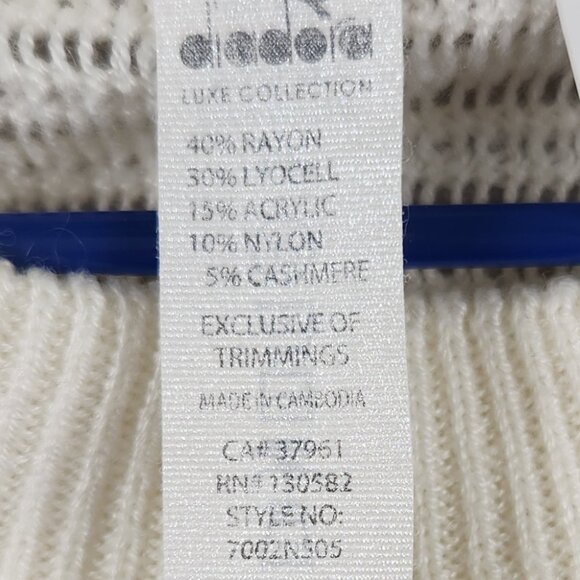 diadora
LUXE COLLECTION
40% RAYON
30% LYOCELL
15% ACRYLIC
10% NYLON
5% CASHMERE
EXCLUSIVE OF
TRIMMINGS
MADE IN CAMBODIA
CA# 37961
RN# 130582
STYLE NO:
7002N305